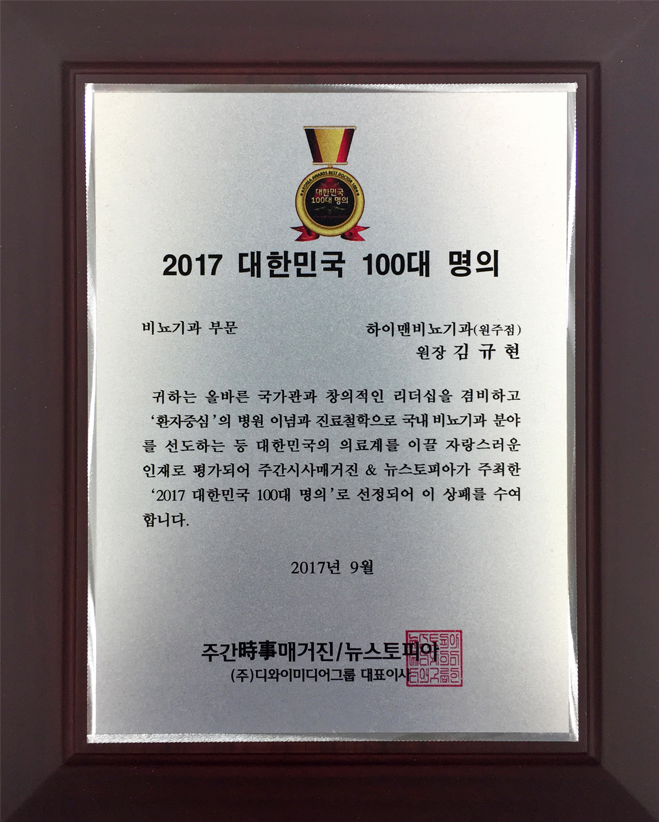 대한민국
100대 명의
2017 대한민국 100대 명의
비뇨기과 부문
하이맨비뇨기과(원주점)
원장 김 규 현
귀하는 올바른 국가관과 창의적인 리더십을 겸비하고
‘환자중심’의 병원 이념과 진료철학으로 국내 비뇨기과 분야
를 선도하는 등 대한민국의 의료계를 이끌 자랑스러운
인재로 평가되어 주간시사매거진 & 뉴스토피아가 주최한
‘2017 대한민국 100대 명의’로 선정되어 이 상패를 수여
합니다.
2017년 9월
주간時事매거진/뉴스토피아
(주)디와이미디어그룹 대표이사